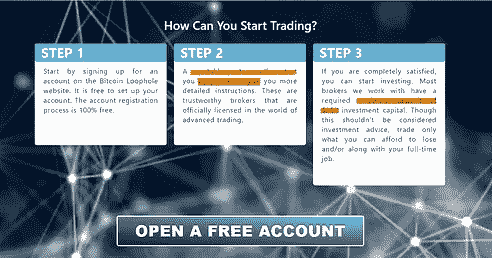 How Can You Start Trading?
STEP 1
Start by signing up for an
account on the Bitcoin Loophole
website. It is free to set up your
account. The account registration
process is 100% free.
STEP 2
A
you you more
detailed instructions. These are
trustworthy brokers that are
officially licensed in the world of
advanced trading.
STEP 3
If you are completely satisfied,
you can start investing. Most
brokers we work with have a
required
investment capital. Though
this shouldn't be considered
investment advice, trade only
what you can afford to lose
and/or along with your full-time
job.
OPEN A FREE ACCOUNT